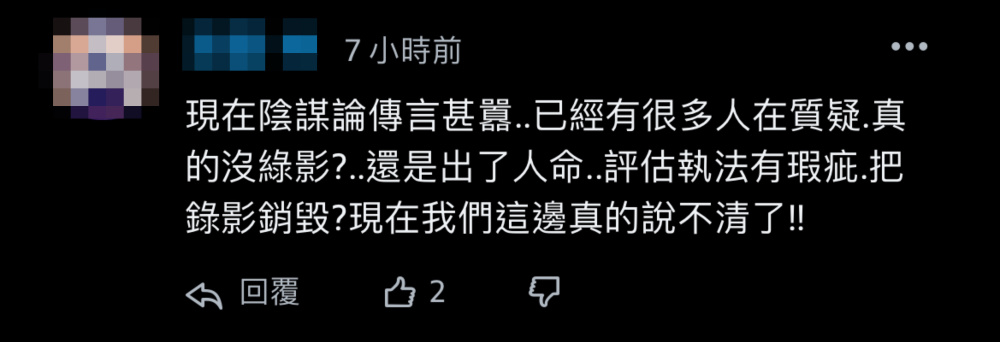 7 小時前
現在陰謀論傳言甚囂..已經有很多人在質疑.真
的沒綠影?..還是出了人命..評估執法有瑕疵.把
錄影銷毀?現在我們這邊真的說不清了!!
回覆 2